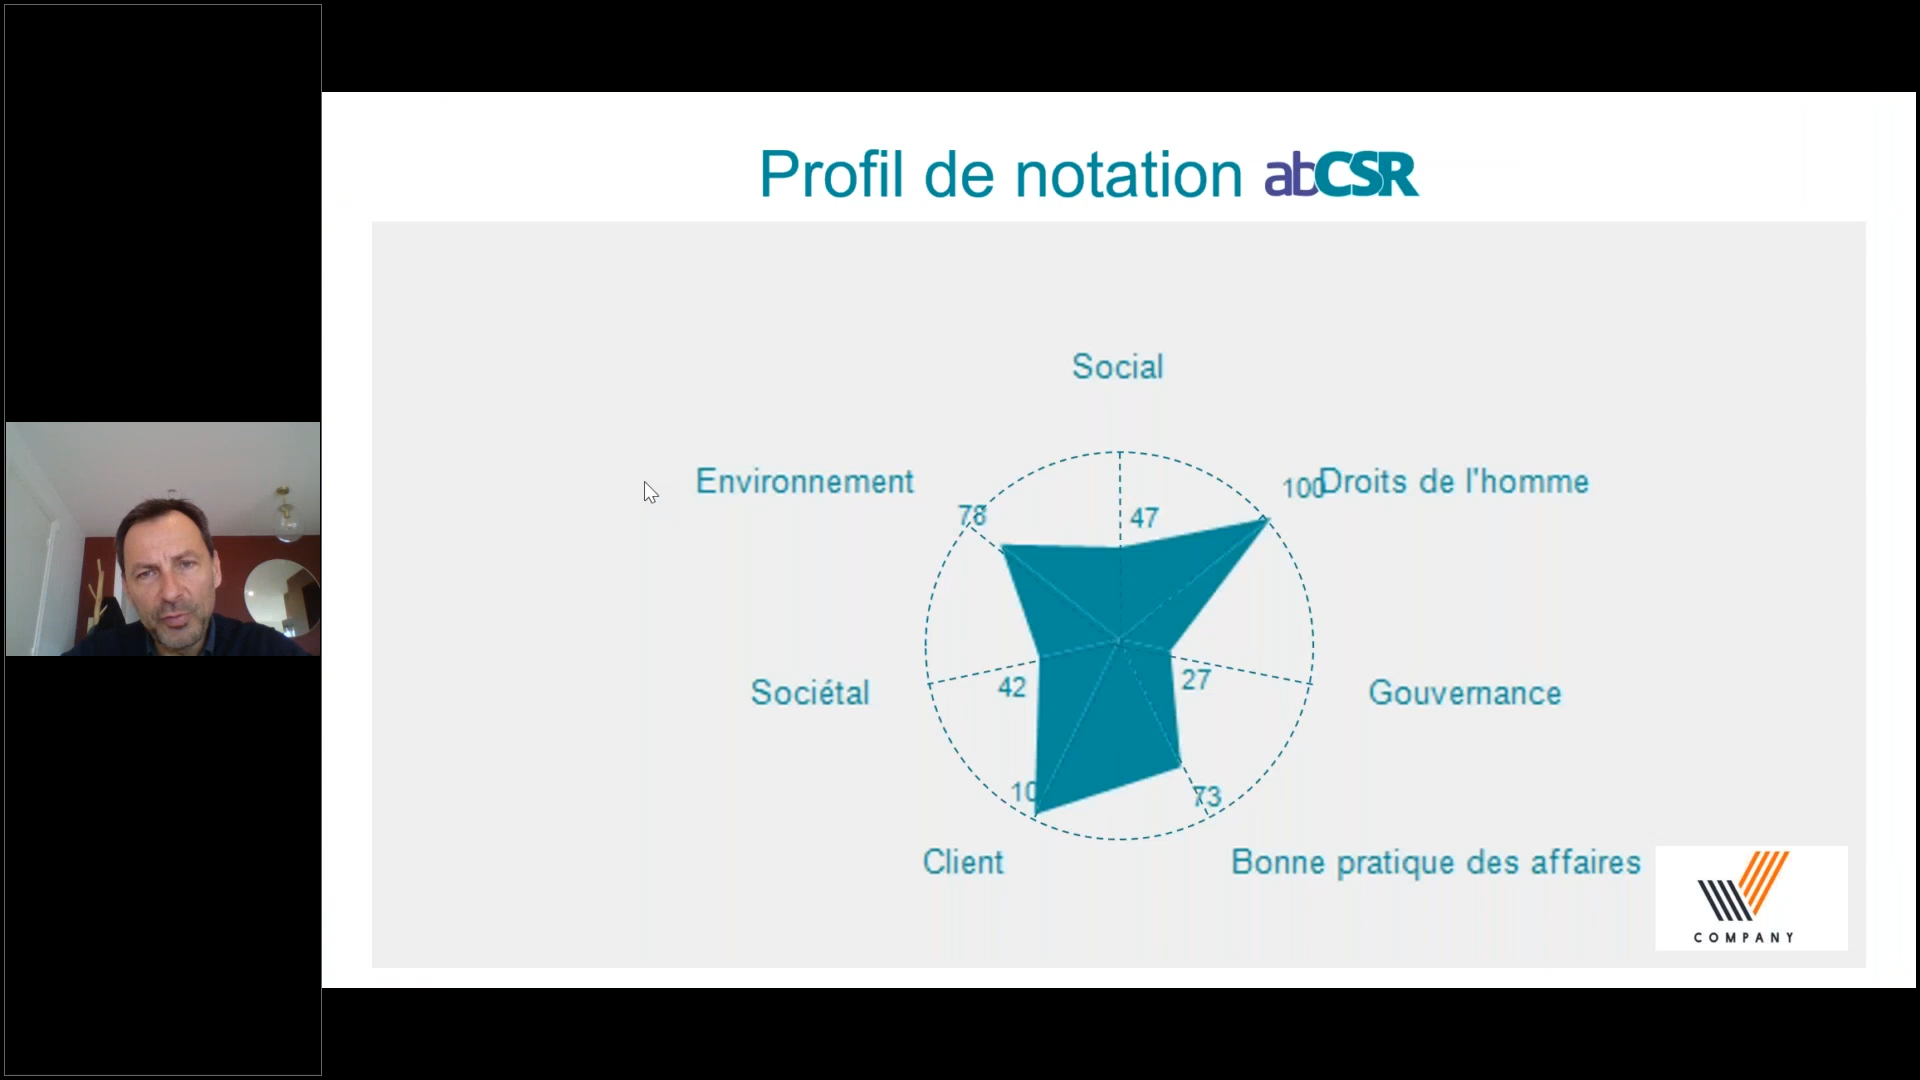 Profil de notation abCSR
Social
Environnement
100
Droits de l'homme
78
47
Sociétal
42
27
Gouvernance
10
73
Client
Bonne pratique des affaires
COMPANY